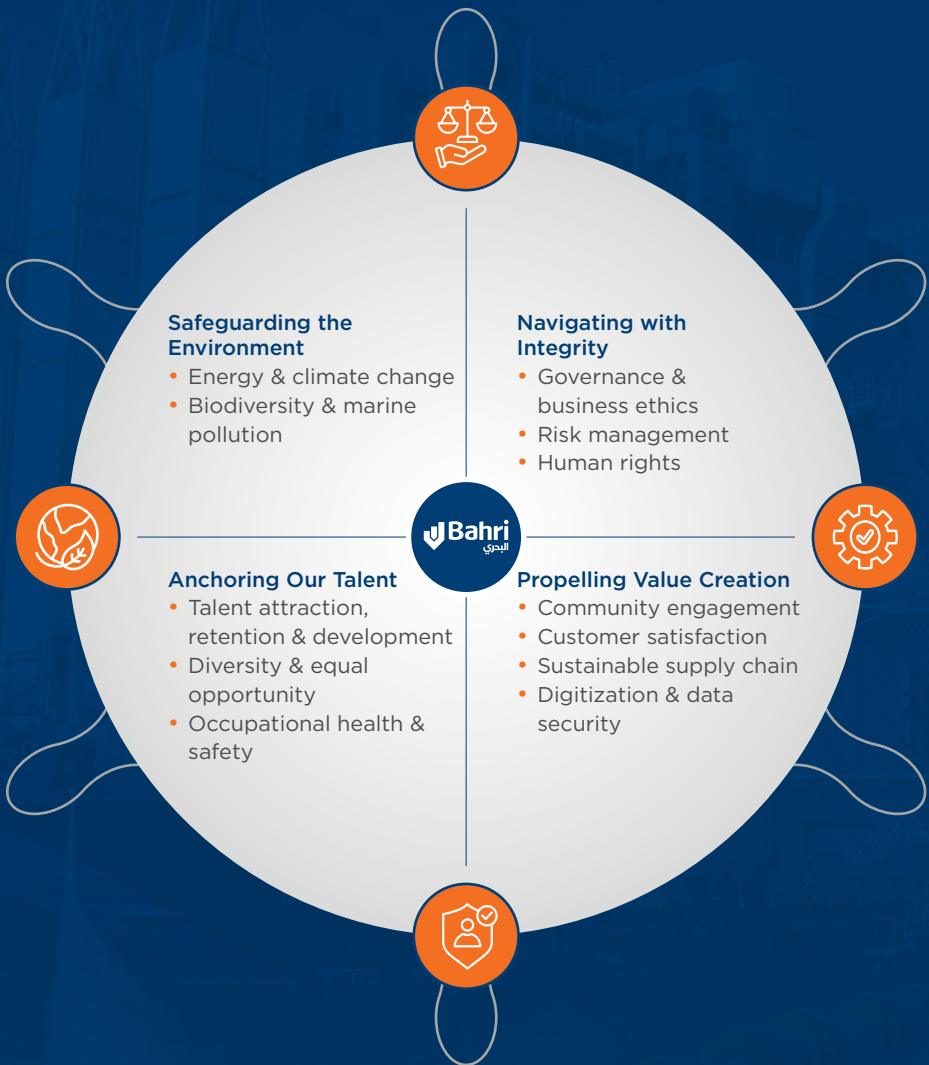 Safeguarding the
Environment
• Energy & climate change
• Biodiversity & marine
pollution
Navigating with
Integrity
• Governance &
business ethics
• Risk management
• Human rights
Bahri
البحري
Anchoring Our Talent
• Talent attraction,
retention & development
• Diversity & equal
opportunity
• Occupational health &
safety
Propelling Value Creation
• Community engagement
• Customer satisfaction
• Sustainable supply chain
• Digitization & data
security